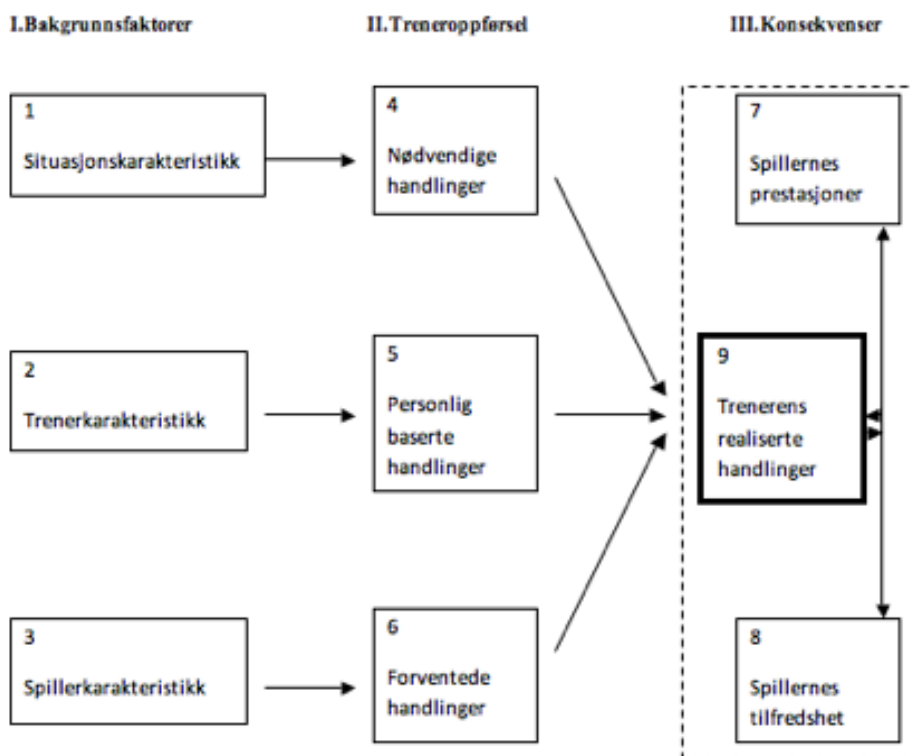 I.Bakgrunnsfaktorer
II.Treneroppførsel
III.Konsekvenser
1
Situasjonskarakteristikk
4
Nødvendige
handlinger
7
Spillernes
prestasjoner
2
Trenerkarakteristikk
5
Personlig
baserte
handlinger
9
Trenerens
realiserte
handlinger
3
Spillerkarakteristikk
6
Forventede
handlinger
8
Spillernes
tilfredshet